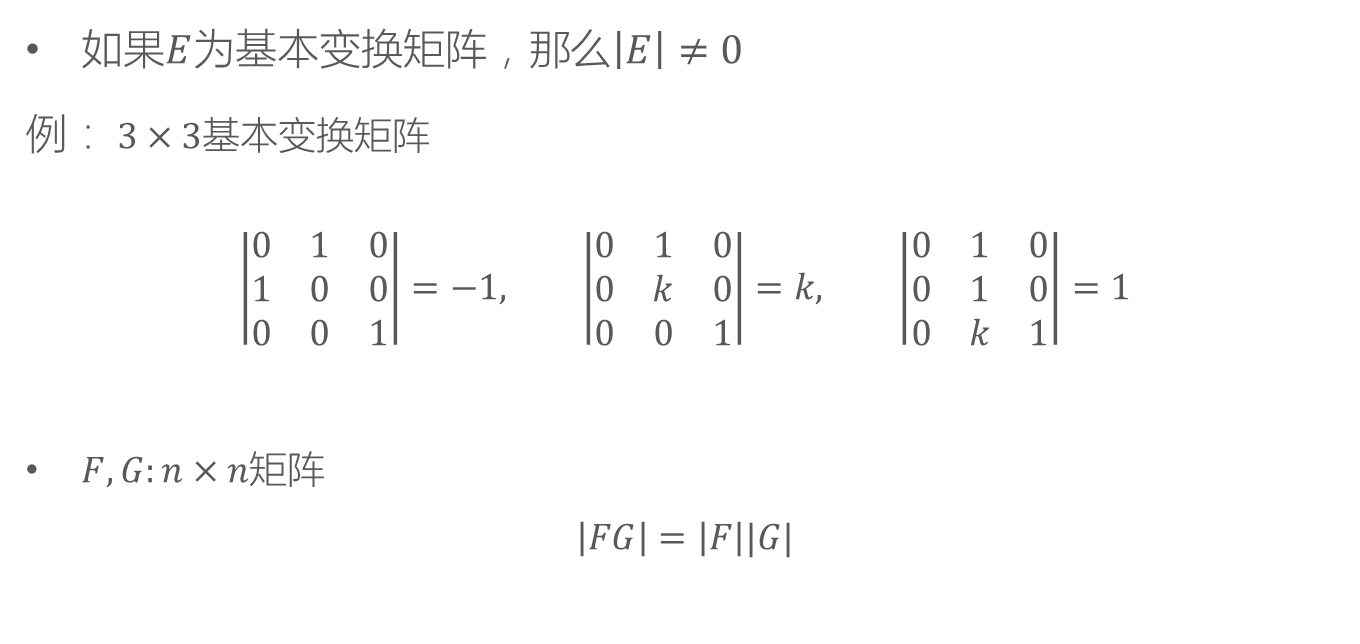 • 如果E为基本变换矩阵，那么|E| ≠ 0
例：3 × 3基本变换矩阵
|0 1 0| |0 1 0| |0 1 0|
|1 0 0| = −1, |0 k 0| = k, |0 1 0| = 1
|0 0 1| |0 0 1| |0 k 1|
• F, G: n × n矩阵
|FG| = |F||G|